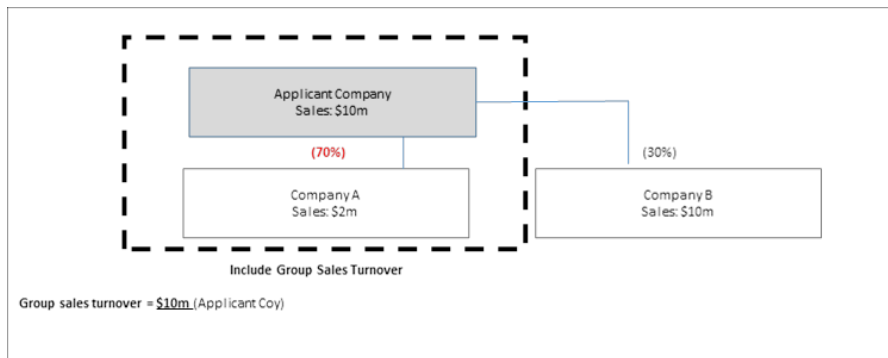 Applicant Company
Sales: $10m
(70%)
(30%)
Company A
Sales: $2m
Company B
Sales: $10m
Include Group Sales Turnover
Group sales turnover = $10m (Applicant Coy)